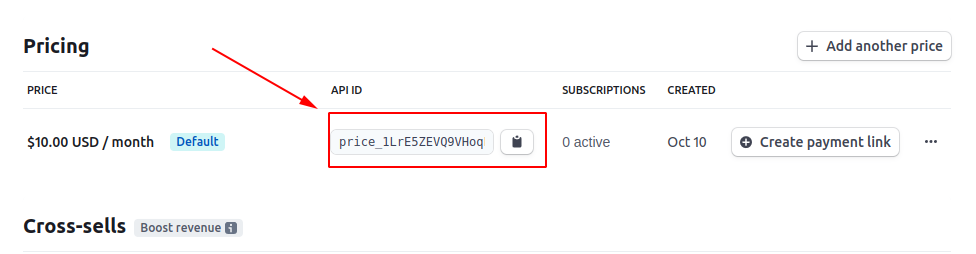 Pricing
+ Add another price
PRICE API ID SUBSCRIPTIONS CREATED
$10.00 USD / month Default price_1LrE5ZEVQ9VHoq 0 active Oct 10 Create payment link
Cross-sells Boost revenue